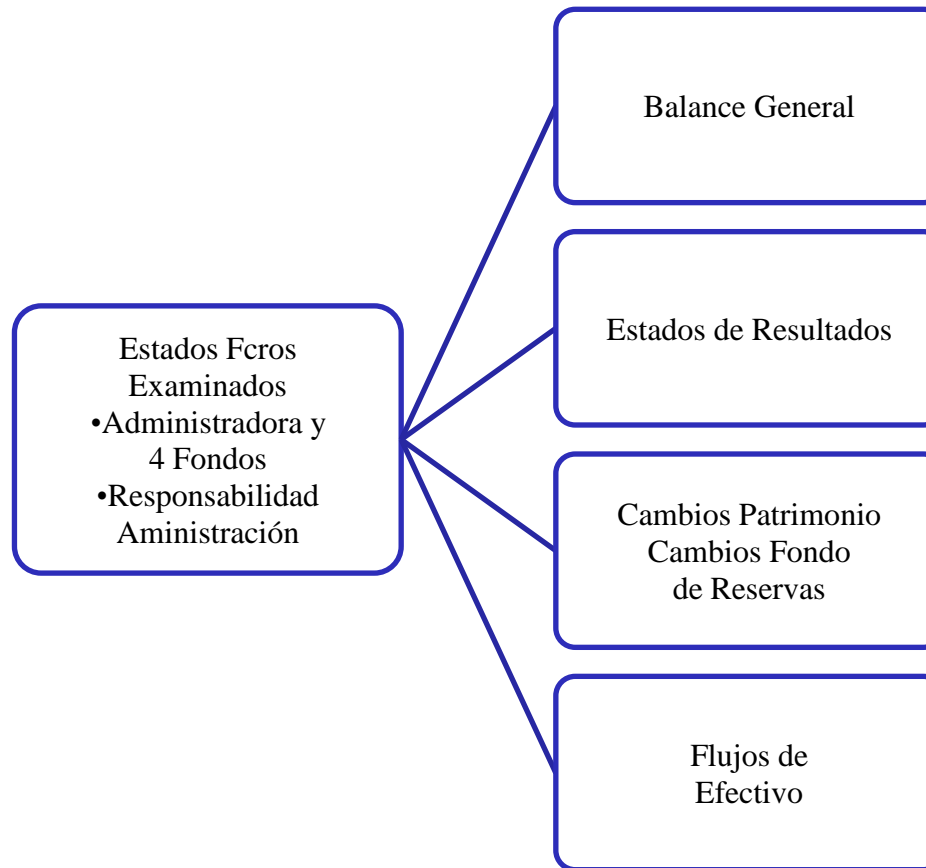 Estados Fcros
Examinados
•Administradora y
4 Fondos
•Responsabilidad
Aministración
Balance General
Estados de Resultados
Cambios Patrimonio
Cambios Fondo
de Reservas
Flujos de
Efectivo